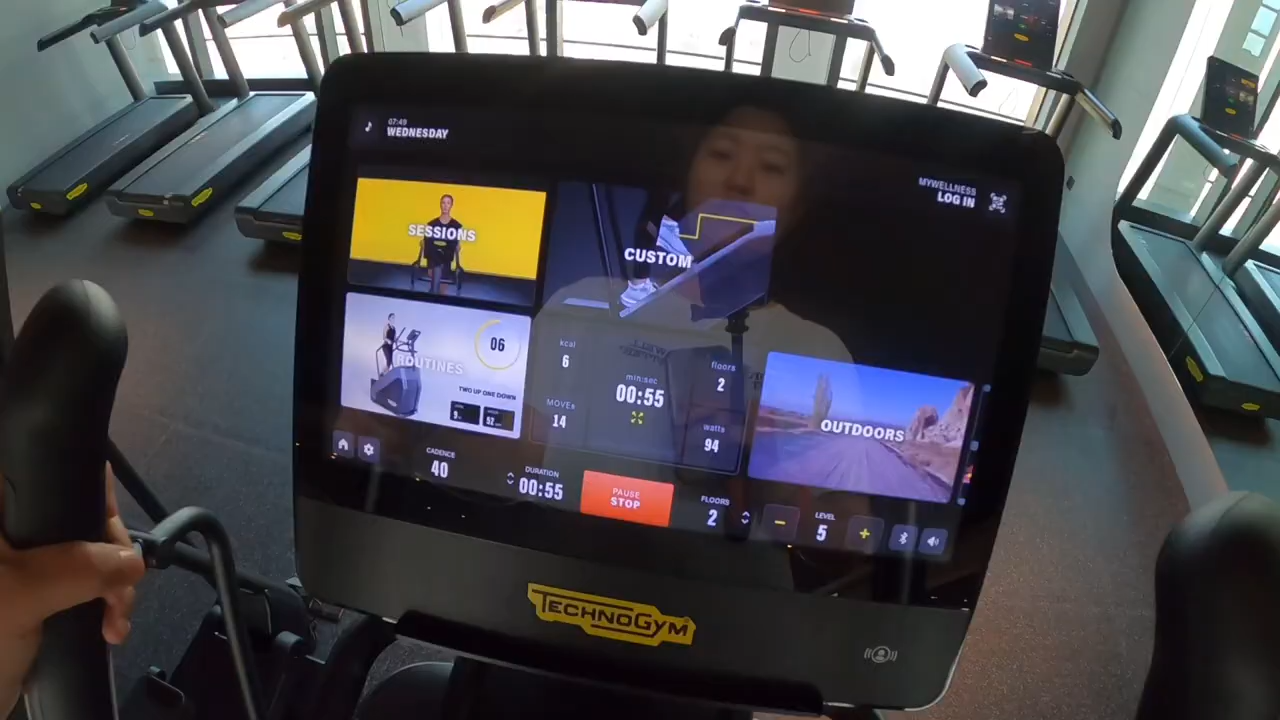 07:49
WEDNESDAY
MYWELLNESS
LOG IN
SESSIONS
CUSTOM
ROUTINES
06
TWO UP ONE DOWN
kcal
6
MOVEs
14
min:sec
00:55
floors
2
watts
94
OUTDOORS
CADENCE
40
DURATION
00:55
PAUSE
STOP
FLOORS
2
LEVEL
5
TECHNOGYM